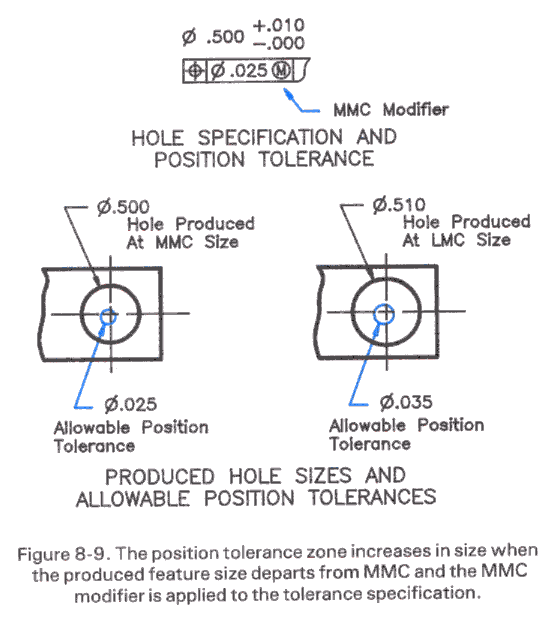 Ø .500 +.010
-.000
⌖ Ø .025 Ⓜ
MMC Modifier
HOLE SPECIFICATION AND
POSITION TOLERANCE
Ø.500
Hole Produced
At MMC Size
Ø.510
Hole Produced
At LMC Size
Ø.025
Allowable Position
Tolerance
Ø.035
Allowable Position
Tolerance
PRODUCED HOLE SIZES AND
ALLOWABLE POSITION TOLERANCES
Figure 8-9. The position tolerance zone increases in size when
the produced feature size departs from MMC and the MMC
modifier is applied to the tolerance specification.